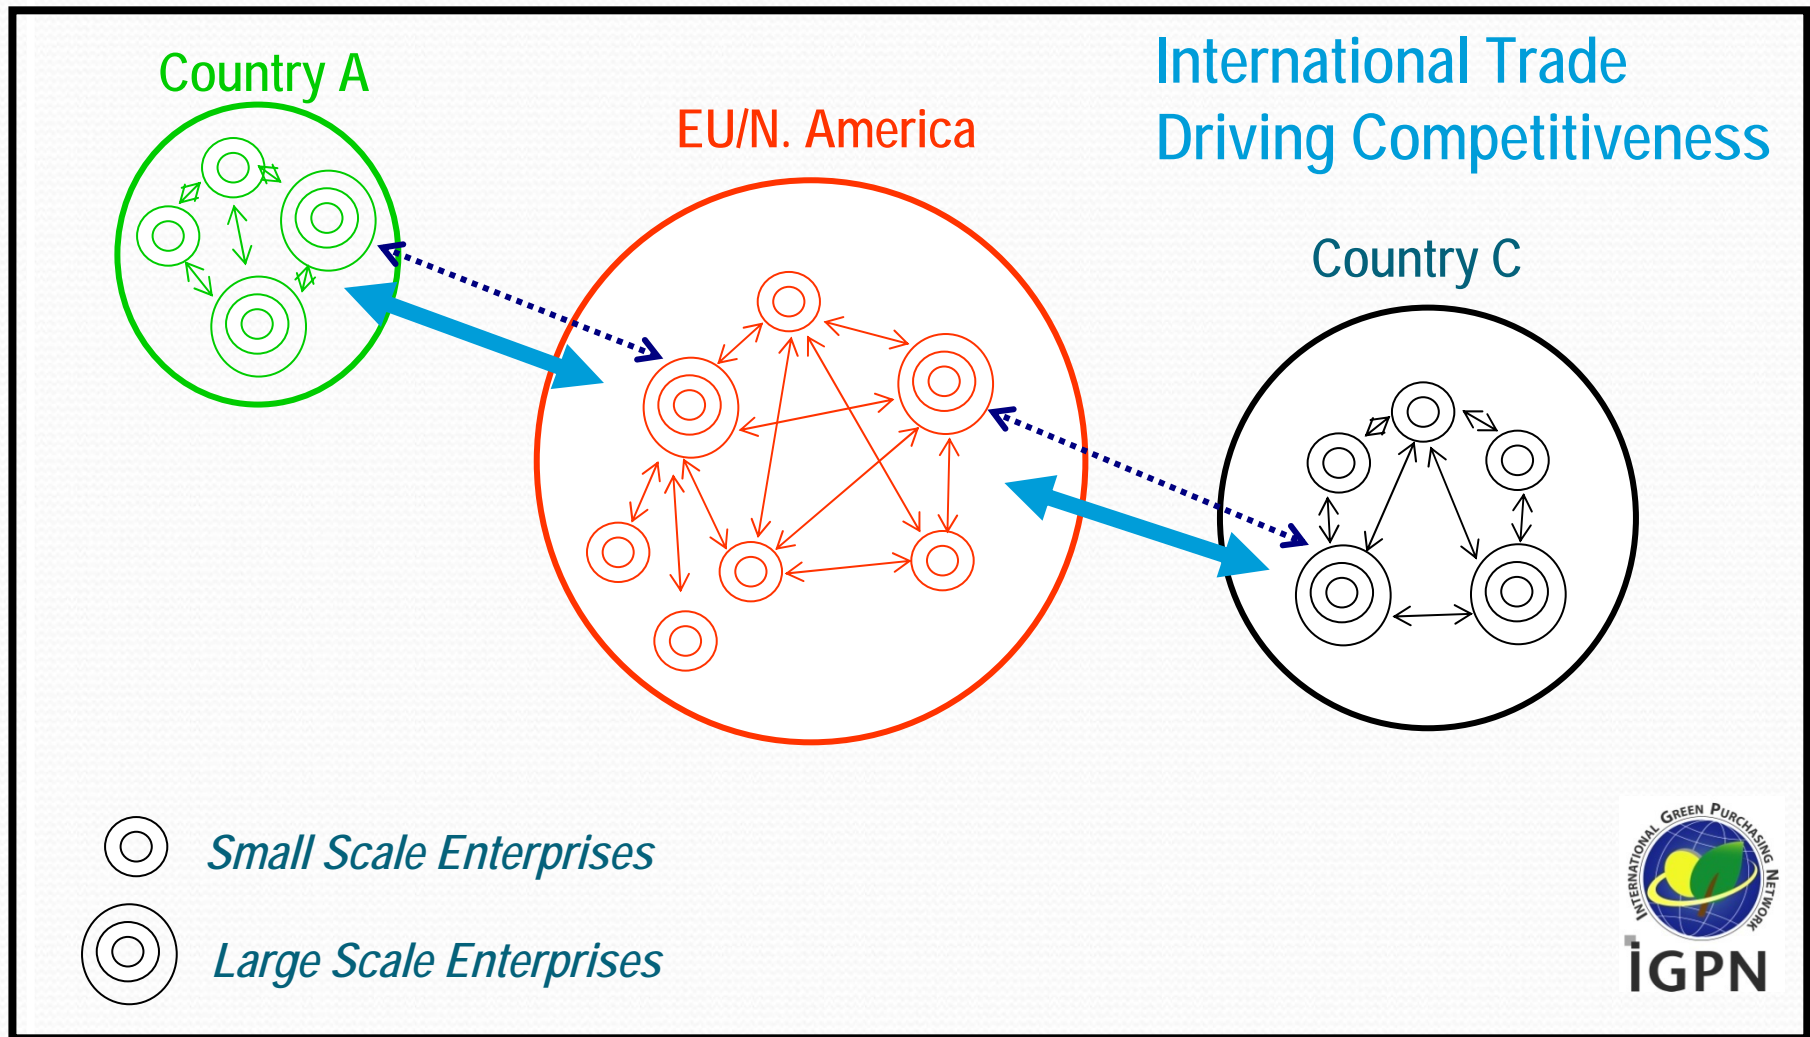 International Trade
Driving Competitiveness
Country A
EU/N. America
Country C
Small Scale Enterprises
Large Scale Enterprises
INTERNATIONAL GREEN PURCHASING NETWORK
iGPN